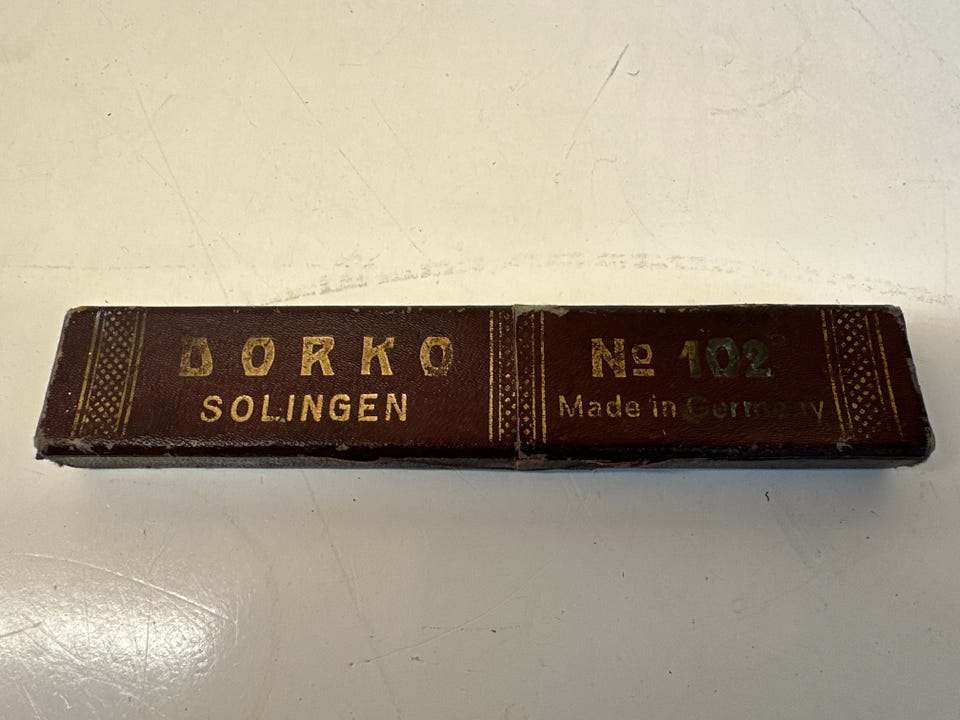 DORKO
SOLINGEN
Nº 102
Made in Germany